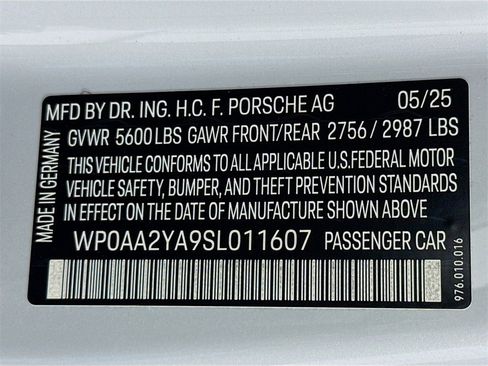 MFD BY DR. ING. H.C. F. PORSCHE AG 05/25
GVWR 5600LBS GAWR FRONT/REAR 2756 / 2987 LBS
THIS VEHICLE CONFORMS TO ALL APPLICABLE U.S.FEDERAL MOTOR
VEHICLE SAFETY, BUMPER, AND THEFT PREVENTION STANDARDS IN
EFFECT ON THE DATE OF MANUFACTURE SHOWN ABOVE
WP0AA2YA9SL011607 PASSENGER CAR
MADE IN GERMANY
976.010.016